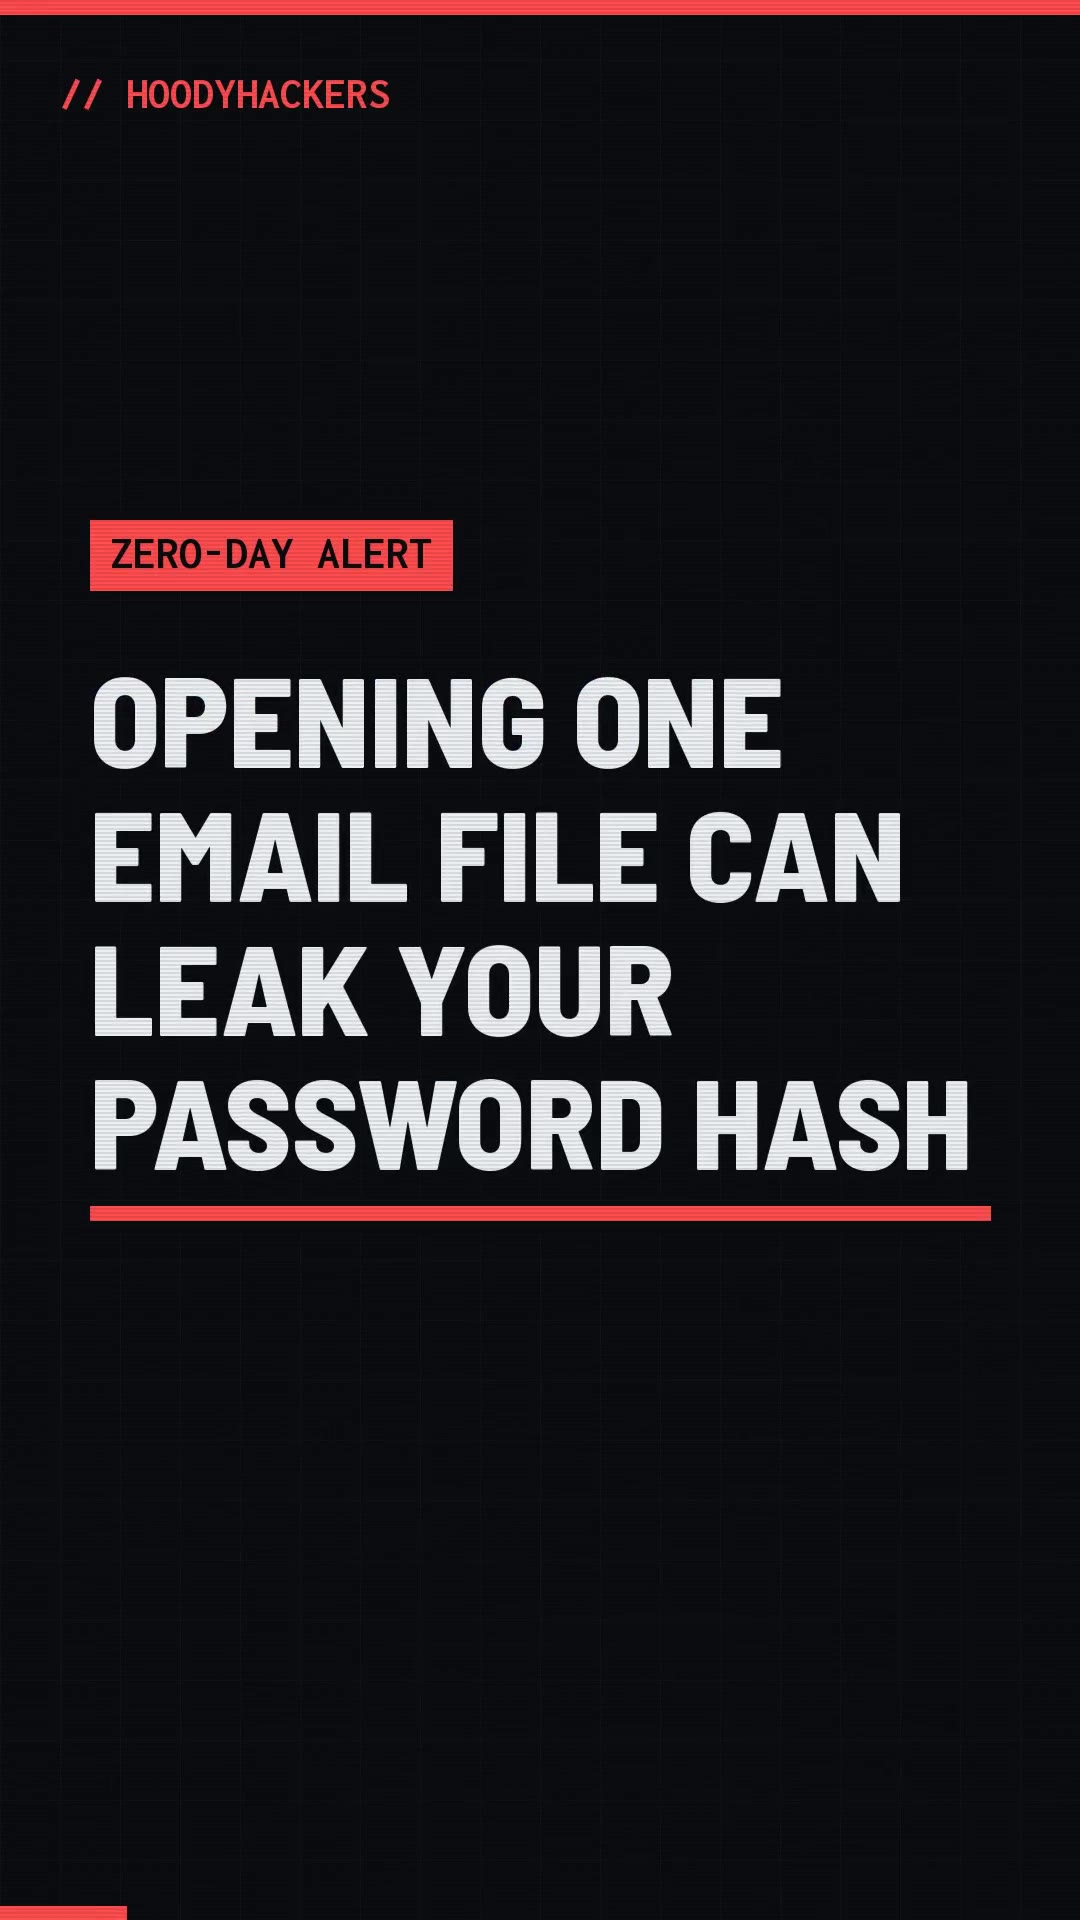 // HOODYHACKERS
ZERO-DAY ALERT
OPENING ONE
EMAIL FILE CAN
LEAK YOUR
PASSWORD HASH